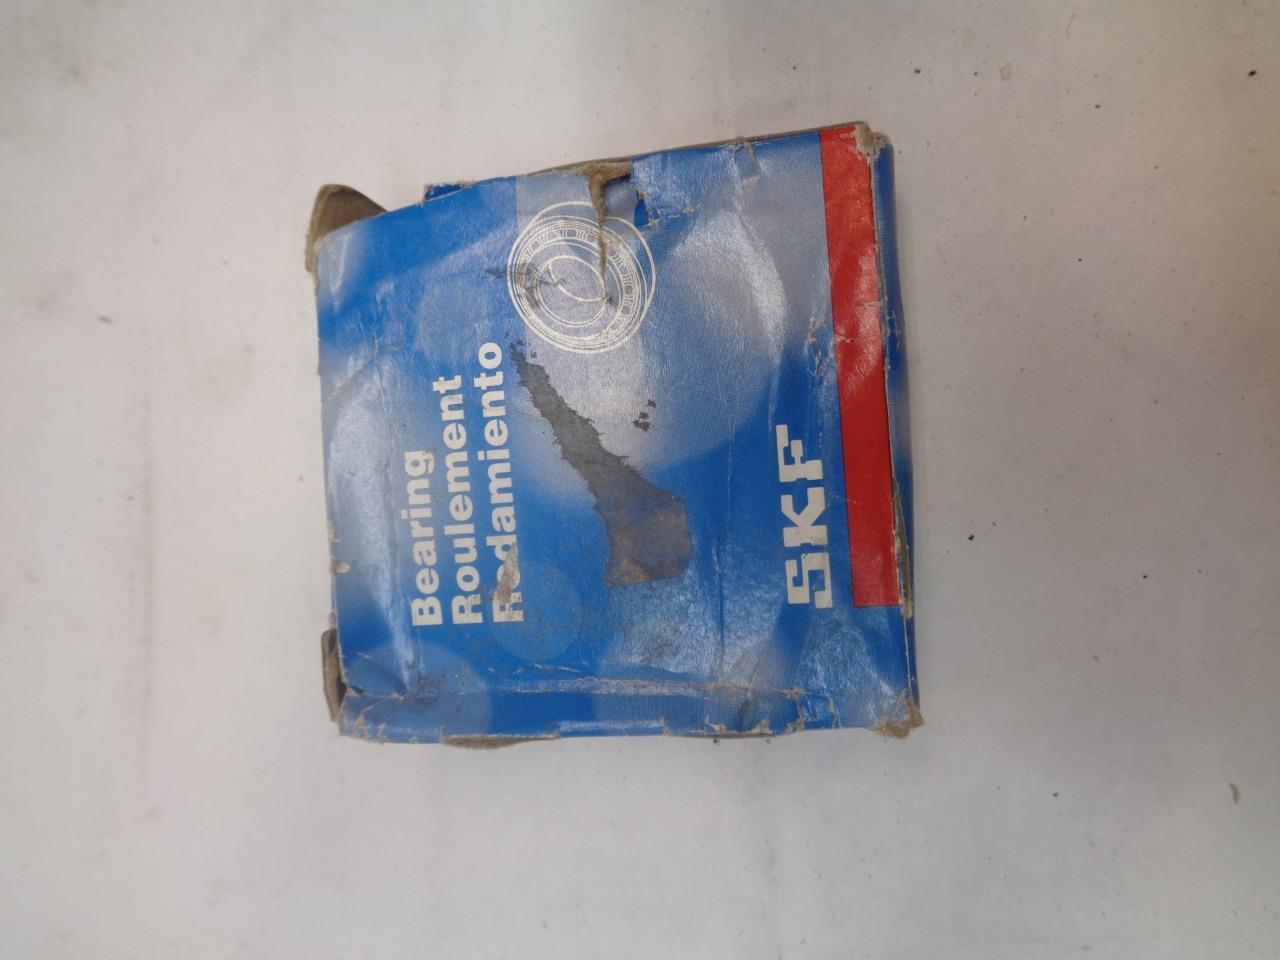 Bearing
Roulement
Rodamiento
SKF